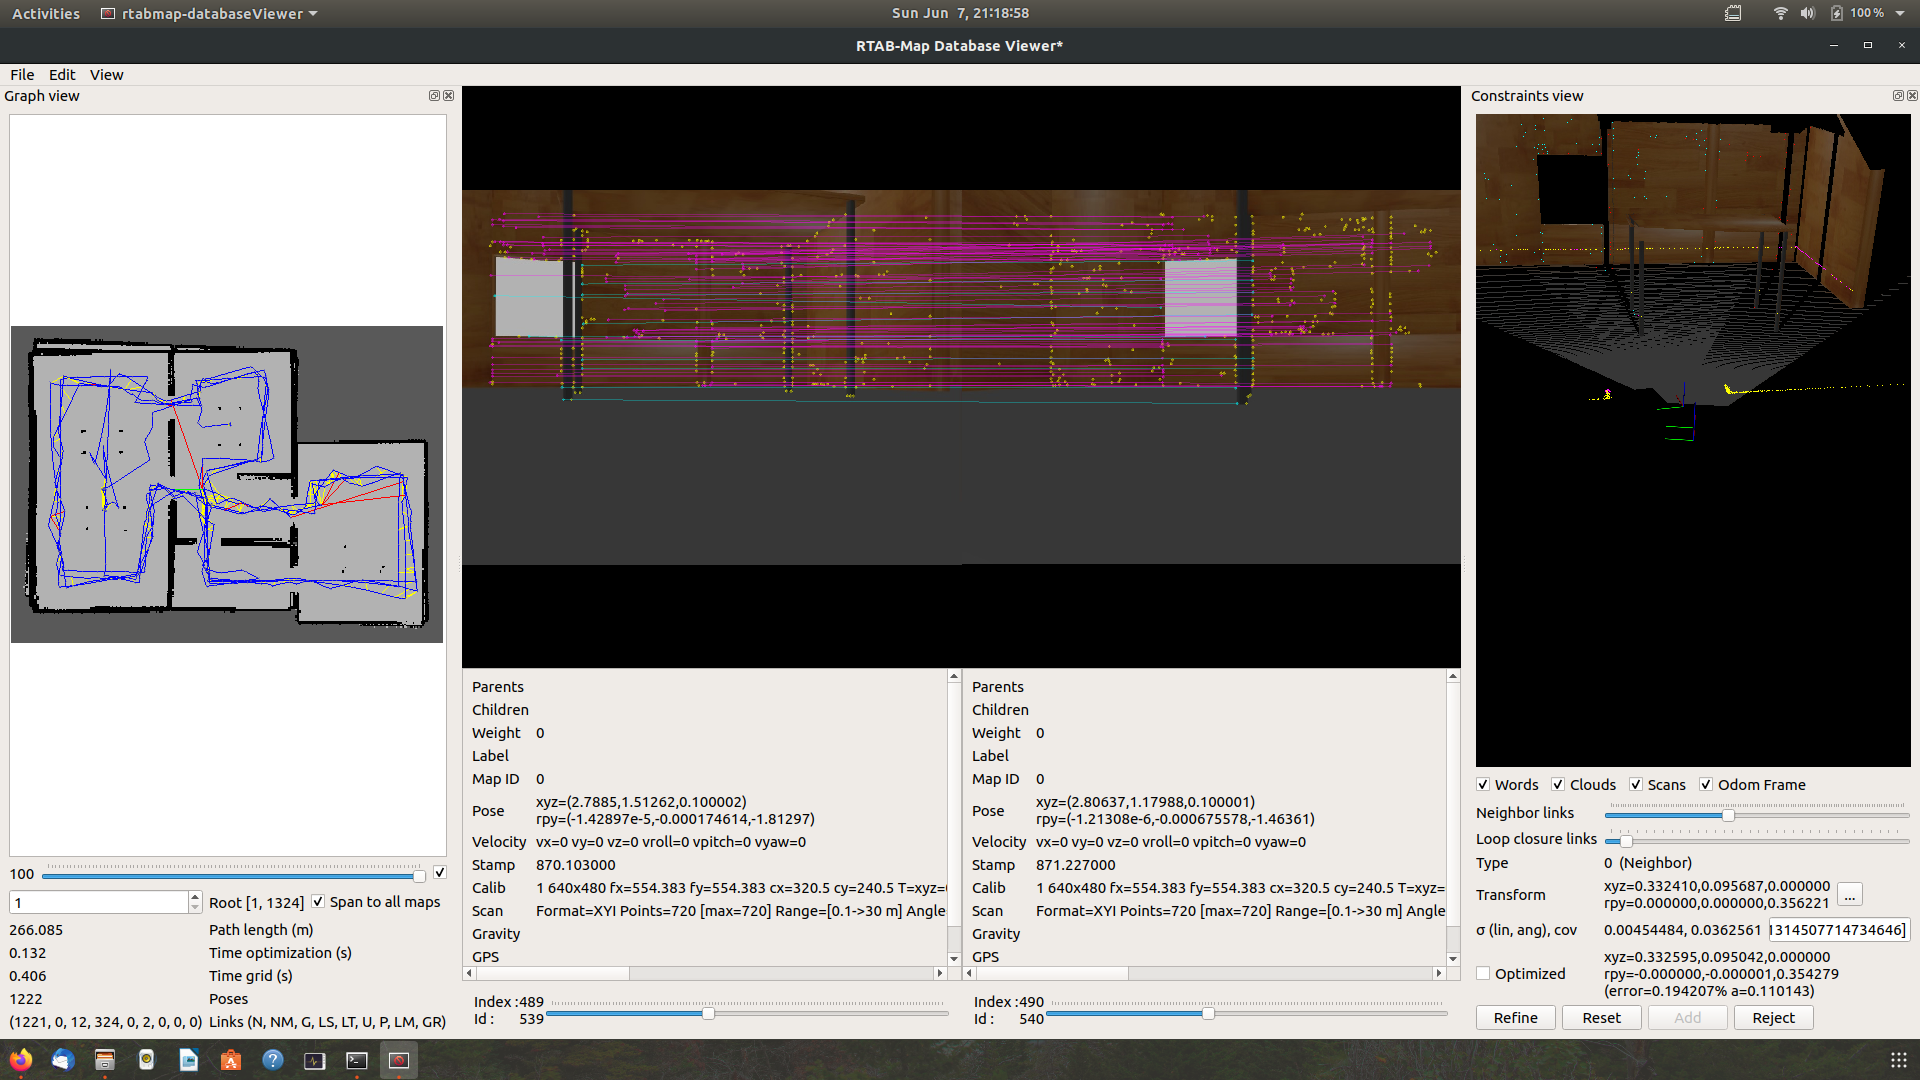 Activities rtabmap-databaseViewer Sun Jun 7, 21:18:58 100 %
RTAB-Map Database Viewer*
File Edit View
Graph view
Constraints view
100
1
Root [1, 1324] Span to all maps
266.085 Path length (m)
0.132 Time optimization (s)
0.406 Time grid (s)
1222 Poses
(1221, 0, 12, 324, 0, 2, 0, 0, 0) Links (N, NM, G, LS, LT, U, P, LM, GR)
Parents
Children
Weight 0
Label
Map ID 0
Pose xyz=(2.7885,1.51262,0.100002)
rpy=(-1.42897e-5,-0.000174614,-1.81297)
Velocity vx=0 vy=0 vz=0 vroll=0 vpitch=0 vyaw=0
Stamp 870.103000
Calib 1 640x480 fx=554.383 fy=554.383 cx=320.5 cy=240.5 T=xyz=
Scan Format=XYI Points=720 [max=720] Range=[0.1->30 m] Angle
Gravity
GPS
Index :489
Id : 539
Parents
Children
Weight 0
Label
Map ID 0
Pose xyz=(2.80637,1.17988,0.100001)
rpy=(-1.21308e-6,-0.000675578,-1.46361)
Velocity vx=0 vy=0 vz=0 vroll=0 vpitch=0 vyaw=0
Stamp 871.227000
Calib 1 640x480 fx=554.383 fy=554.383 cx=320.5 cy=240.5 T=xyz=
Scan Format=XYI Points=720 [max=720] Range=[0.1->30 m] Angle
Gravity
GPS
Index :490
Id : 540
Words Clouds Scans Odom Frame
Neighbor links
Loop closure links
Type 0 (Neighbor)
Transform xyz=0.332410,0.095687,0.000000
rpy=0.000000,0.000000,0.356221 ...
σ (lin, ang), cov 0.00454484, 0.0362561 1314507714734646]
Optimized xyz=0.332595,0.095042,0.000000
rpy=-0.000000,-0.000001,0.354279
(error=0.194207% a=0.110143)
Refine Reset Add Reject